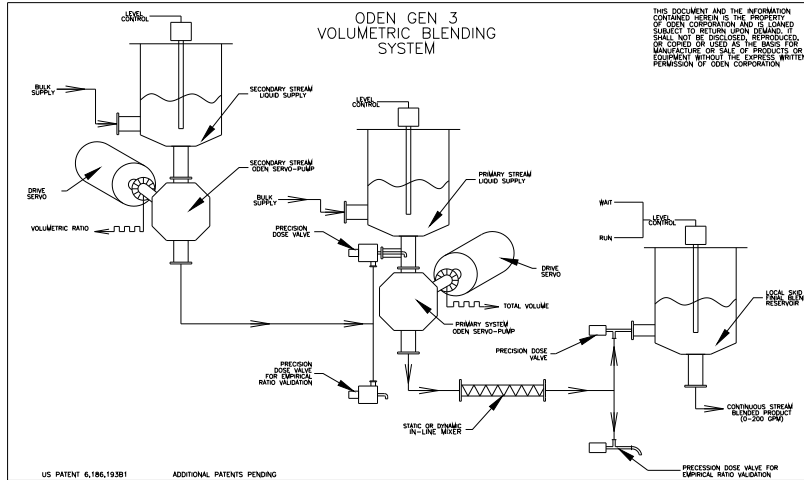 ODEN GEN 3
VOLUMETRIC BLENDING
SYSTEM
THIS DOCUMENT AND THE INFORMATION
CONTAINED HEREIN IS THE PROPERTY
OF ODEN CORPORATION AND IS LOANED
SUBJECT TO RETURN UPON DEMAND. IT
SHALL NOT BE DISCLOSED, REPRODUCED,
OR COPIED OR USED AS THE BASIS FOR
MANUFACTURE OR SALE OF PRODUCTS OR
EQUIPMENT WITHOUT THE EXPRESS WRITTEN
PERMISSION OF ODEN CORPORATION
LEVEL
CONTROL
BULK
SUPPLY
SECONDARY STREAM
LIQUID SUPPLY
SECONDARY STREAM
ODEN SERVO-PUMP
DRIVE
SERVO
VOLUMETRIC RATIO
LEVEL
CONTROL
BULK
SUPPLY
PRIMARY STREAM
LIQUID SUPPLY
PRECISION
DOSE VALVE
DRIVE
SERVO
TOTAL VOLUME
PRIMARY SYSTEM
ODEN SERVO-PUMP
PRECISION
DOSE VALVE
FOR EMPIRICAL
RATIO VALIDATION
STATIC OR DYNAMIC
IN-LINE MIXER
WAIT
LEVEL
CONTROL
RUN
LOCAL SKID
FINIAL BLEND
RESERVOIR
PRECISION DOSE
VALVE
CONTINUOUS STREAM
BLENDED PRODUCT
(0-200 GPM)
PRECESSION DOSE VALVE FOR
EMPIRICAL RATIO VALIDATION
US PATENT 6,186,193B1
ADDITIONAL PATENTS PENDING